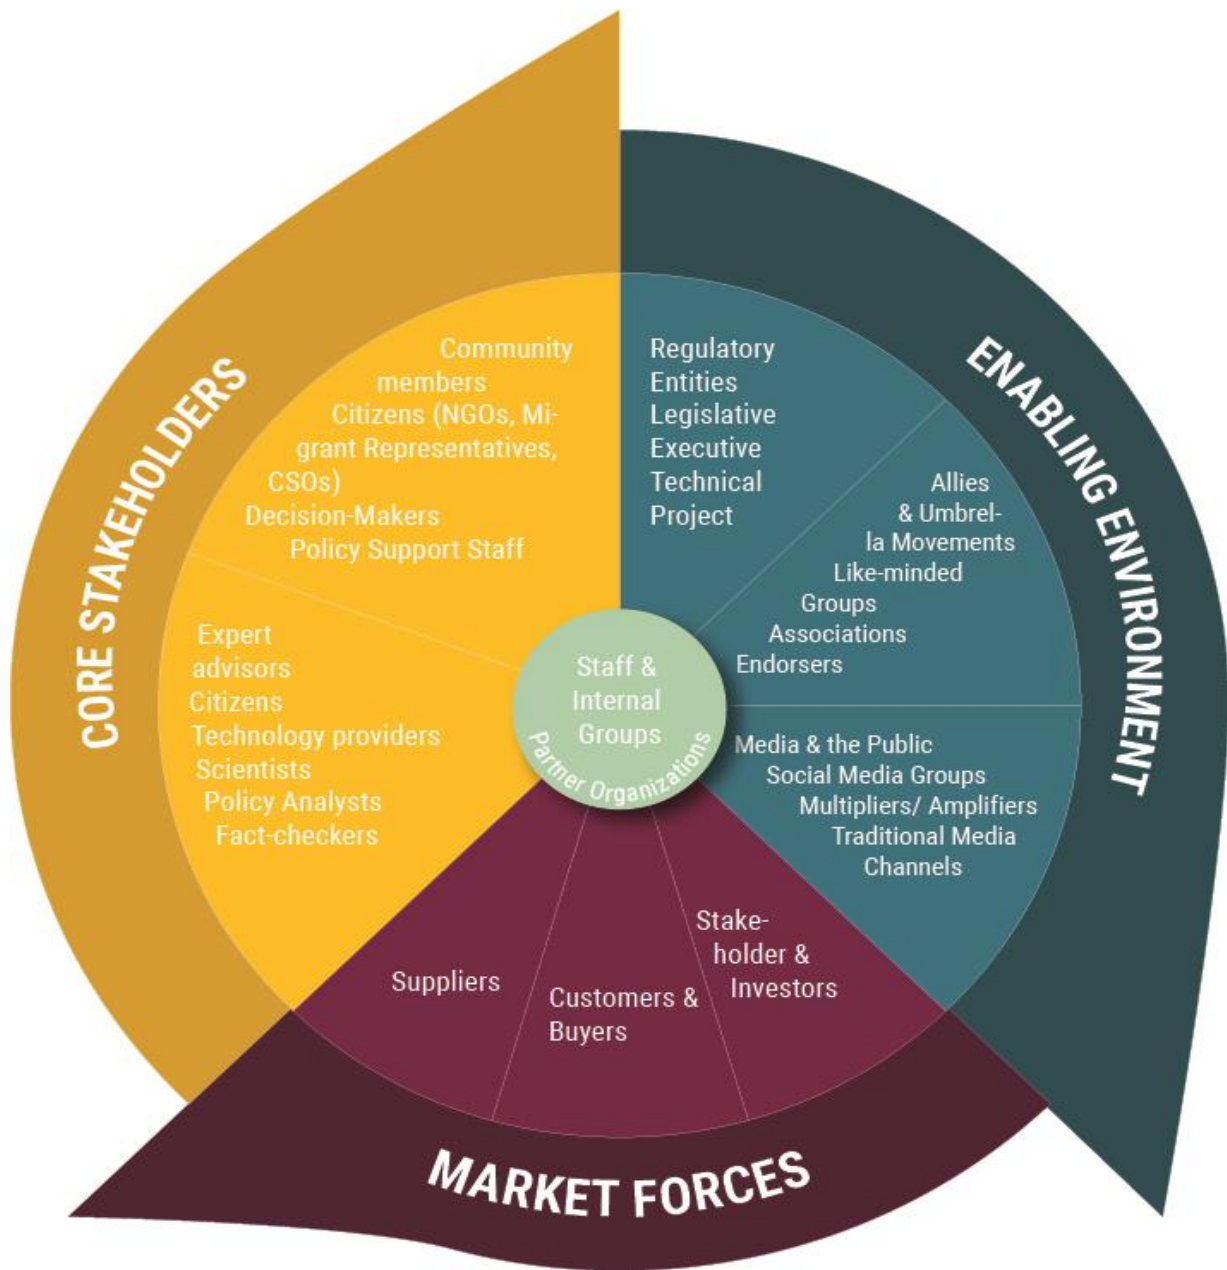 CORE STAKEHOLDERS
Community
members
Citizens (NGOs, Mi-
grant Representatives,
CSOs)
Decision-Makers
Policy Support Staff
Expert
advisors
Citizens
Technology providers
Scientists
Policy Analysts
Fact-checkers
ENABLING ENVIRONMENT
Regulatory
Entities
Legislative
Executive
Technical
Project
Allies
& Umbrel-
la Movements
Like-minded
Groups
Associations
Endorsers
Media & the Public
Social Media Groups
Multipliers/ Amplifiers
Traditional Media
Channels
Staff &
Internal
Groups
Partner Organizations
Suppliers
Customers &
Buyers
Stake-
holder &
Investors
MARKET FORCES